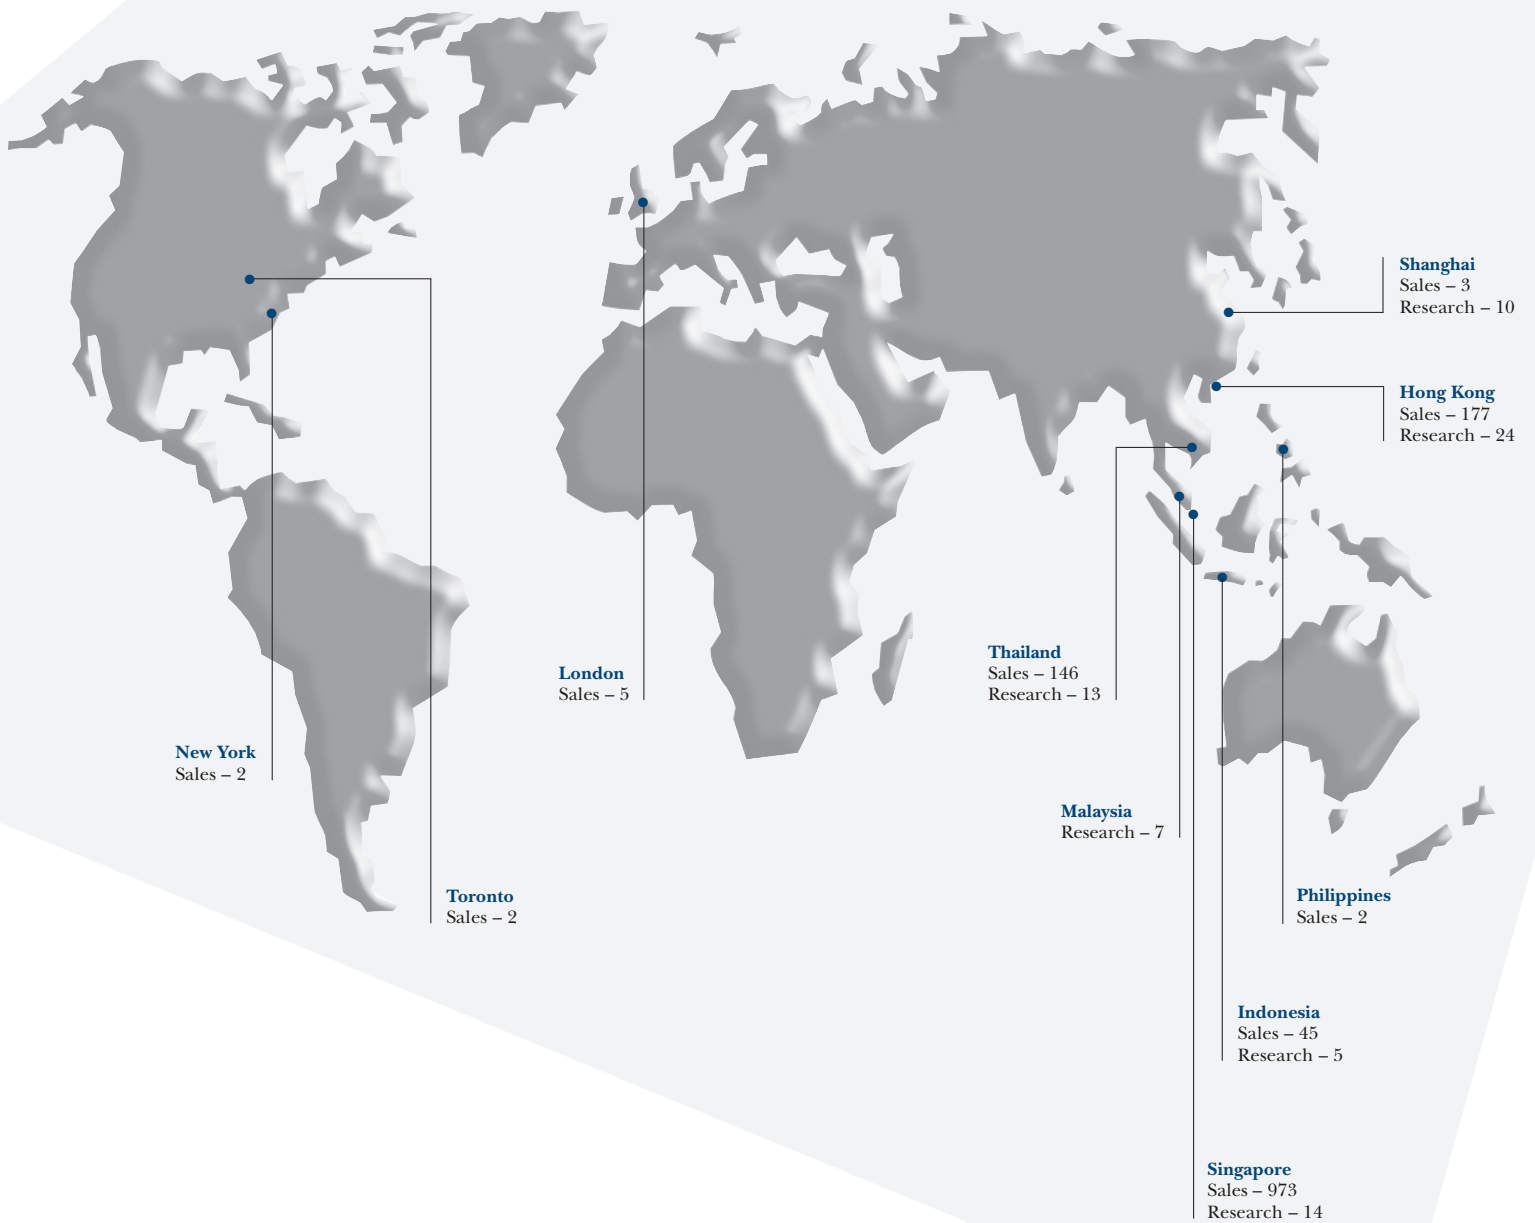 Shanghai
Sales – 3
Research – 10
Hong Kong
Sales – 177
Research – 24
Thailand
Sales – 146
Research – 13
London
Sales – 5
New York
Sales – 2
Malaysia
Research – 7
Toronto
Sales – 2
Philippines
Sales – 2
Indonesia
Sales – 45
Research – 5
Singapore
Sales – 973
Research – 14